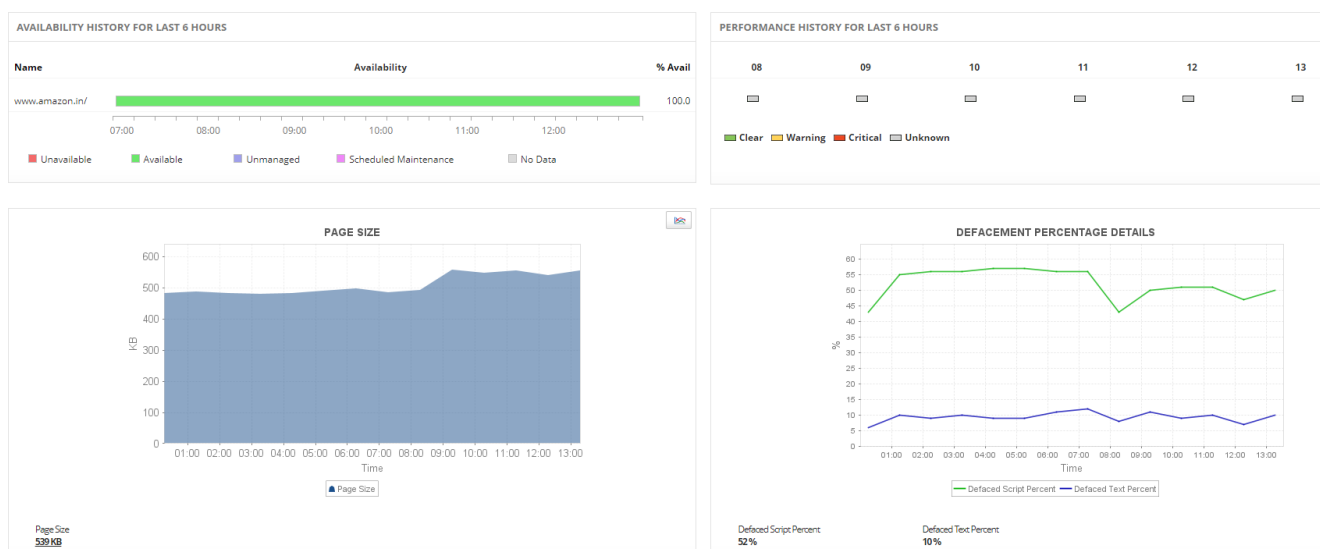 AVAILABILITY HISTORY FOR LAST 6 HOURS
Name Availability % Avail
www.amazon.in/ 100.0
07:00 08:00 09:00 10:00 11:00 12:00
Unavailable Available Unmanaged Scheduled Maintenance No Data
PERFORMANCE HISTORY FOR LAST 6 HOURS
08 09 10 11 12 13
Clear Warning Critical Unknown
PAGE SIZE
600
500
400
300
200
100
0
KB
01:00 02:00 03:00 04:00 05:00 06:00 07:00 08:00 09:00 10:00 11:00 12:00 13:00
Time
Page Size
Page Size
539 KB
DEFACEMENT PERCENTAGE DETAILS
60
55
50
45
40
35
30
25
20
15
10
5
0
%
01:00 02:00 03:00 04:00 05:00 06:00 07:00 08:00 09:00 10:00 11:00 12:00 13:00
Time
Defaced Script Percent Defaced Text Percent
Defaced Script Percent Defaced Text Percent
52 % 10 %